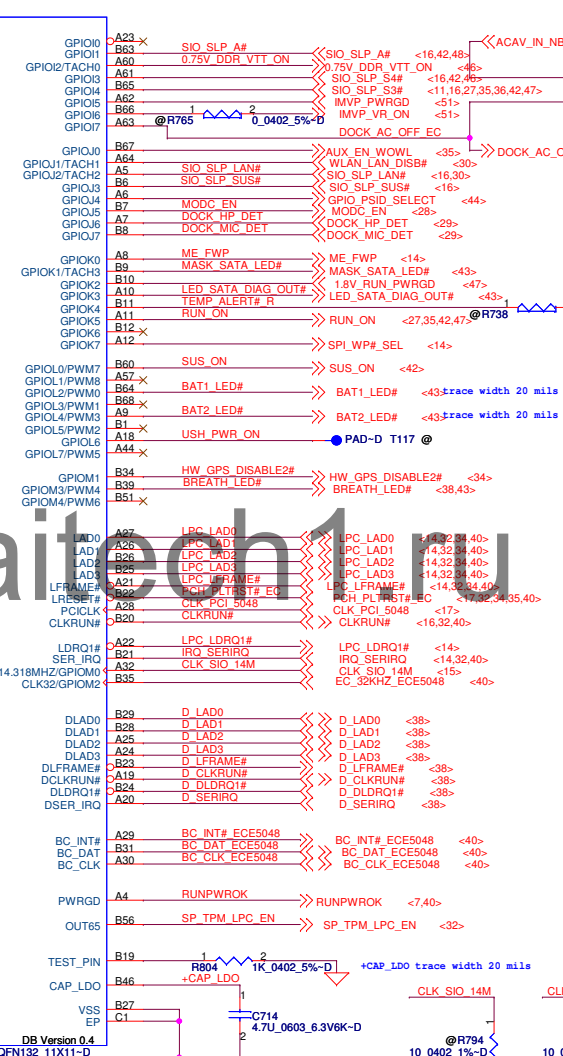 GPIOI0 A23 ACAV_IN_NB
GPIOI1 B63 SIO_SLP_A# SIO_SLP_A# <16,42,48>
GPIOI2/TACH0 A60 0.75V_DDR_VTT_ON 0.75V_DDR_VTT_ON <46>
GPIOI3 A61 SIO_SLP_S4# <16,42,46>
GPIOI4 B65 SIO_SLP_S3# <11,16,27,35,36,42,47>
GPIOI5 A62 IMVP_PWRGD <51>
GPIOI6 B66 1 2 IMVP_VR_ON <51>
GPIOI7 A63 @R765 0_0402_5%~D
DOCK_AC_OFF_EC
GPIOJ0 B67 AUX_EN_WOWL <35> DOCK_AC_O
GPIOJ1/TACH1 A64 WLAN_LAN_DISB# <30>
GPIOJ2/TACH2 A5 SIO_SLP_LAN# SIO_SLP_LAN# <16,30>
GPIOJ3 B6 SIO_SLP_SUS# SIO_SLP_SUS# <16>
GPIOJ4 A6 GPIO_PSID_SELECT <44>
GPIOJ5 B7 MODC_EN MODC_EN <28>
GPIOJ6 A7 DOCK_HP_DET DOCK_HP_DET <29>
GPIOJ7 B8 DOCK_MIC_DET DOCK_MIC_DET <29>
GPIOK0 A8 ME_FWP ME_FWP <14>
GPIOK1/TACH3 B9 MASK_SATA_LED# MASK_SATA_LED# <43>
GPIOK2 B10 1.8V_RUN_PWRGD <47>
GPIOK3 A10 LED_SATA_DIAG_OUT# LED_SATA_DIAG_OUT# <43>
GPIOK4 B11 TEMP_ALERT#_R 1
@R738
GPIOK5 A11 RUN_ON RUN_ON <27,35,42,47>
GPIOK6 B12
GPIOK7 A12 SPI_WP#_SEL <14>
GPIOL0/PWM7 B60 SUS_ON SUS_ON <42>
GPIOL1/PWM8 A57
GPIOL2/PWM0 B64 BAT1_LED# BAT1_LED# <43> trace width 20 mils
GPIOL3/PWM1 B68
GPIOL4/PWM3 A9 BAT2_LED# BAT2_LED# <43> trace width 20 mils
GPIOL5/PWM2 B1
GPIOL6 A18 USH_PWR_ON PAD~D T117 @
GPIOL7/PWM5 A44
GPIOM1 B34 HW_GPS_DISABLE2# HW_GPS_DISABLE2# <34>
GPIOM3/PWM4 B39 BREATH_LED# BREATH_LED# <38,43>
GPIOM4/PWM6 B51
aitech1.ru
LAD0 A27 LPC_LAD0 LPC_LAD0 <14,32,34,40>
LAD1 A26 LPC_LAD1 LPC_LAD1 <14,32,34,40>
LAD2 B26 LPC_LAD2 LPC_LAD2 <14,32,34,40>
LAD3 B25 LPC_LAD3 LPC_LAD3 <14,32,34,40>
LFRAME# A21 LPC_LFRAME# LPC_LFRAME# <14,32,34,40>
LRESET# B22 PCH_PLTRST#_EC PCH_PLTRST#_EC <17,32,34,35,40>
PCICLK A28 CLK_PCI_5048 CLK_PCI_5048 <17>
CLKRUN# B20 CLKRUN# CLKRUN# <16,32,40>
LDRQ1# A22 LPC_LDRQ1# LPC_LDRQ1# <14>
SER_IRQ B21 IRQ_SERIRQ IRQ_SERIRQ <14,32,40>
14.318MHZ/GPIOM0 A32 CLK_SIO_14M CLK_SIO_14M <15>
CLK32/GPIOM2 B35 EC_32KHZ_ECE5048 <40>
DLAD0 B29 D_LAD0 D_LAD0 <38>
DLAD1 B28 D_LAD1 D_LAD1 <38>
DLAD2 A25 D_LAD2 D_LAD2 <38>
DLAD3 A24 D_LAD3 D_LAD3 <38>
DLFRAME# B23 D_LFRAME# D_LFRAME# <38>
DCLKRUN# A19 D_CLKRUN# D_CLKRUN# <38>
DLDRQ1# B24 D_DLDRQ1# D_DLDRQ1# <38>
DSER_IRQ A20 D_SERIRQ D_SERIRQ <38>
BC_INT# A29 BC_INT#_ECE5048 BC_INT#_ECE5048 <40>
BC_DAT B31 BC_DAT_ECE5048 BC_DAT_ECE5048 <40>
BC_CLK A30 BC_CLK_ECE5048 BC_CLK_ECE5048 <40>
PWRGD A4 RUNPWROK RUNPWROK <7,40>
OUT65 B56 SP_TPM_LPC_EN SP_TPM_LPC_EN <32>
TEST_PIN B19 1 2
R804 1K_0402_5%~D +CAP_LDO trace width 20 mils
CAP_LDO B46 +CAP_LDO
CLK_SIO_14M CLK
VSS B27 1 C714
EP C1 4.7U_0603_6.3V6K~D
2
DB Version 0.4 @R794
QFN132_11X11~D 10_0402_1%~D 10